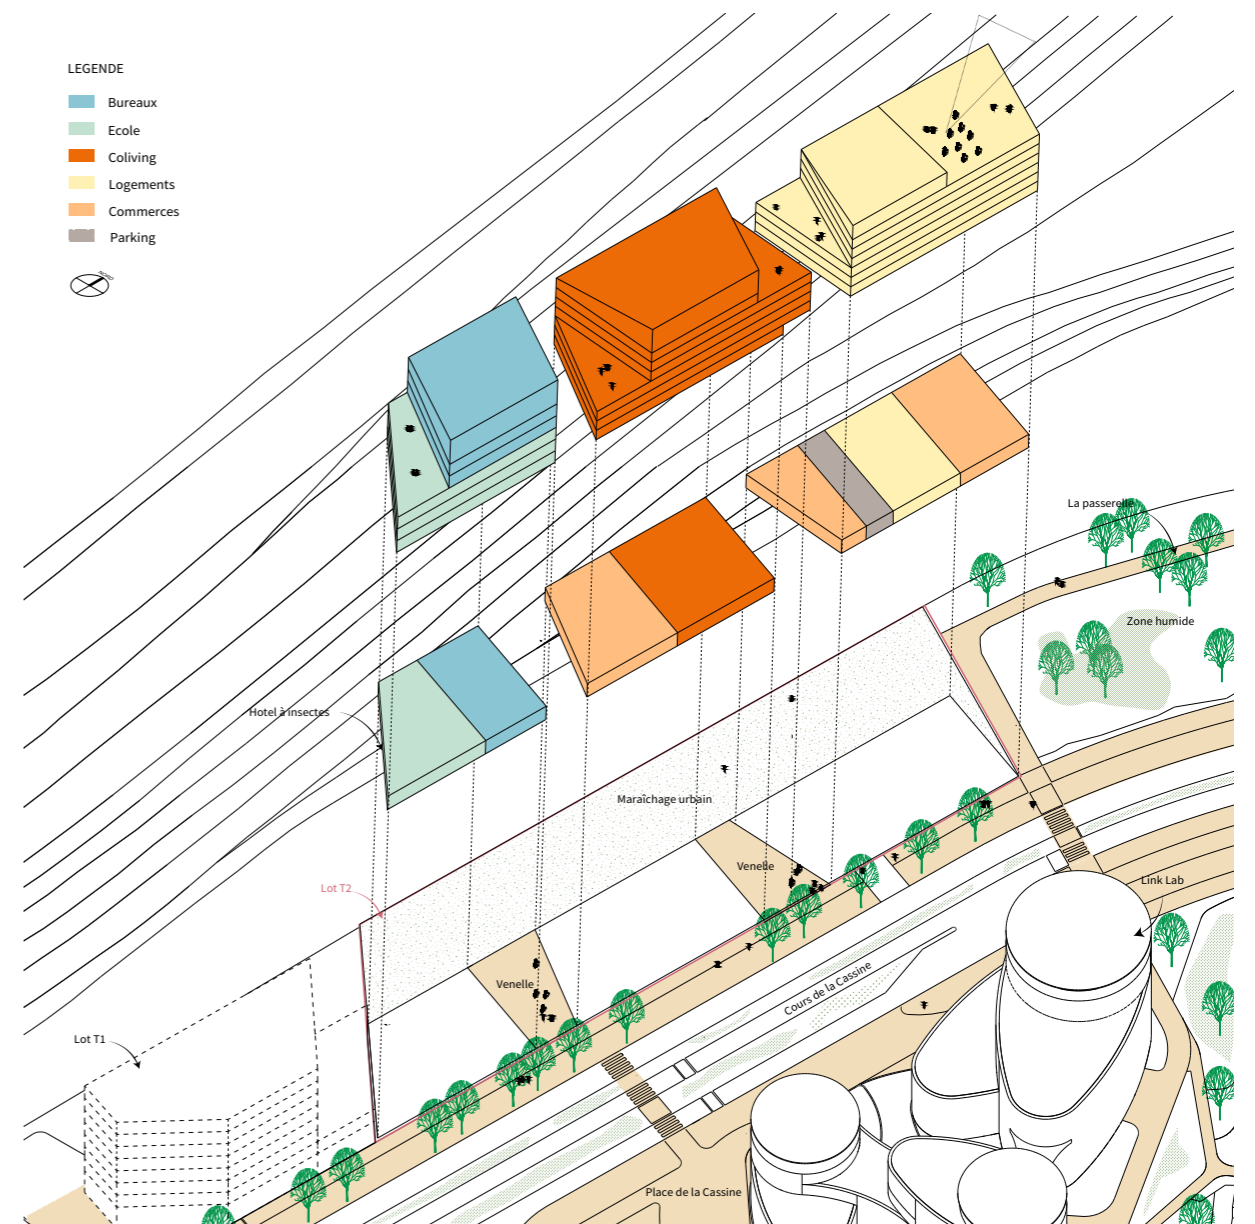 LEGENDE
Bureaux
Ecole
Coliving
Logements
Commerces
Parking
NORD
La passerelle
Zone humide
Hotel à insectes
Maraîchage urbain
Venelle
Lot T2
Link Lab
Venelle
Cours de la Cassine
Lot T1
Place de la Cassine